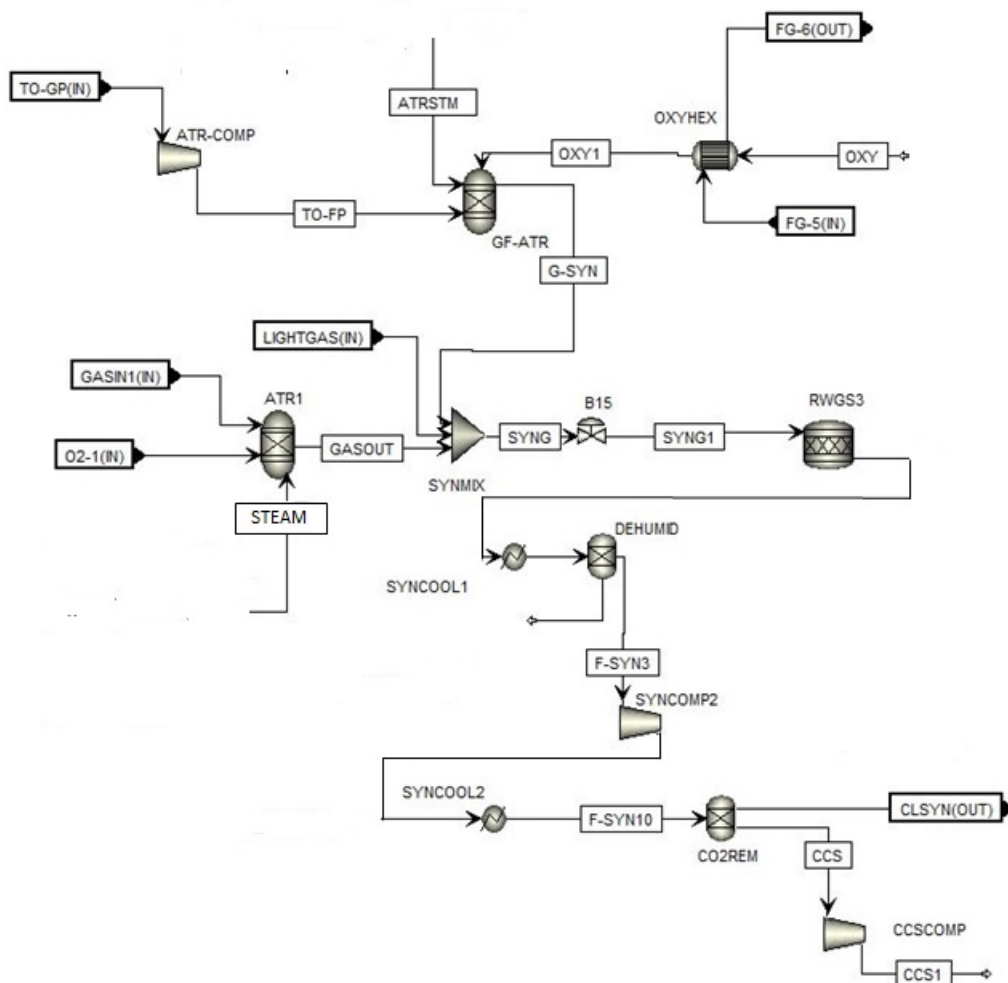 FG-6(OUT)
TO-GP(IN)
ATRSTM
OXYHEX
ATR-COMP
OXY1
OXY
TO-FP
FG-5(IN)
GF-ATR
G-SYN
LIGHTGAS(IN)
GASIN1(IN)
ATR1
B15
RWGS3
SYNG
SYNG1
GASOUT
O2-1(IN)
SYNMIX
STEAM
DEHUMID
SYNCOOL1
F-SYN3
SYNCOMP2
SYNCOOL2
F-SYN10
CLSYN(OUT)
CO2REM
CCS
CCSCOMP
CCS1